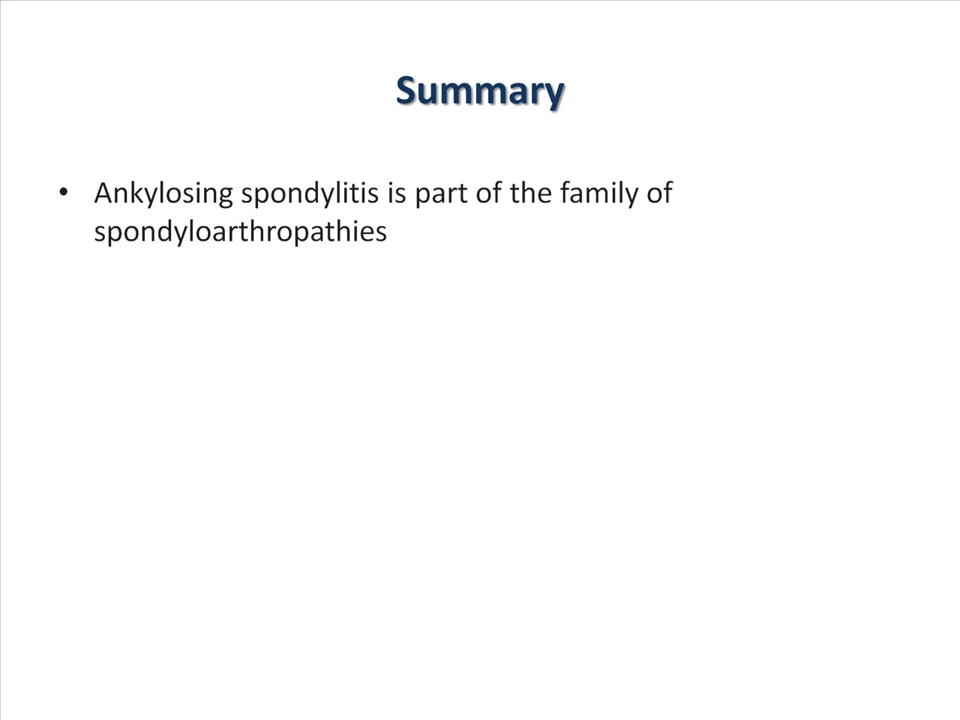 Summary
• Ankylosing spondylitis is part of the family of
spondyloarthropathies